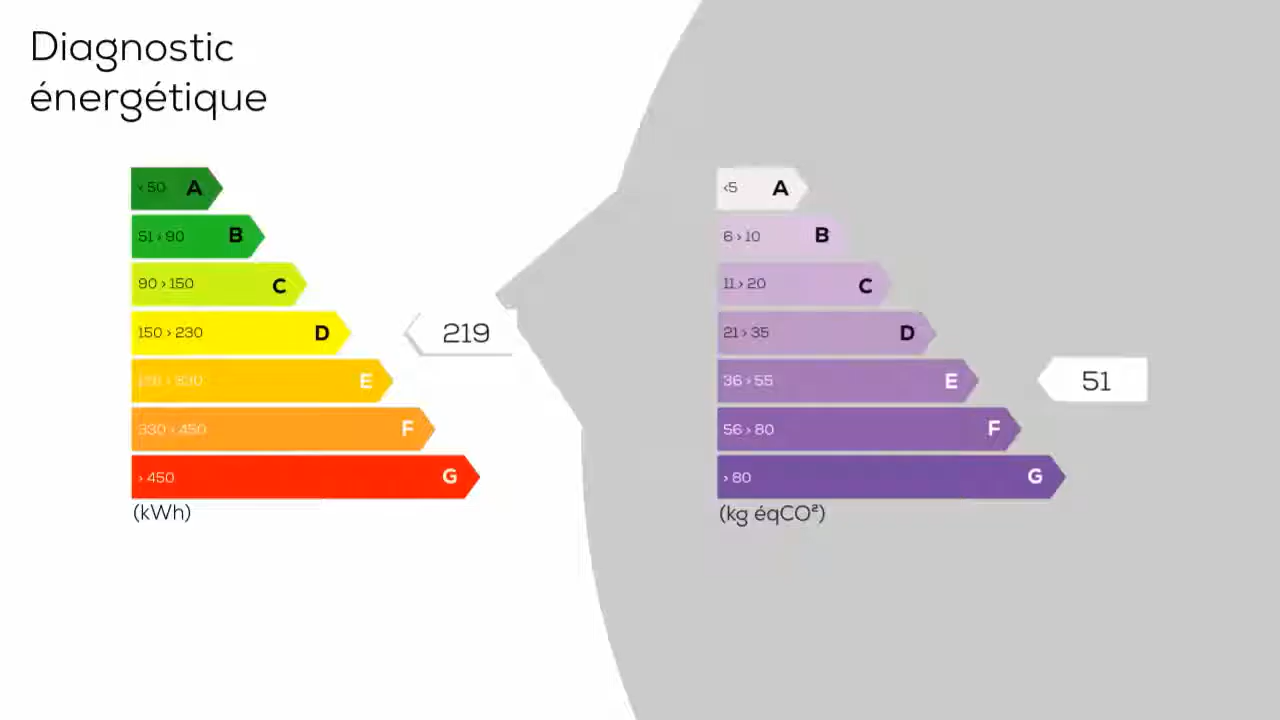 Diagnostic
énergétique
< 50 A
51 > 90 B
90 > 150 C
150 > 230 D
219
E
330 > 450 F
> 450 G
(kWh)
<5 A
6 > 10 B
11 > 20 C
21 > 35 D
36 > 55 E
51
56 > 80 F
> 80 G
(kg éqCO²)